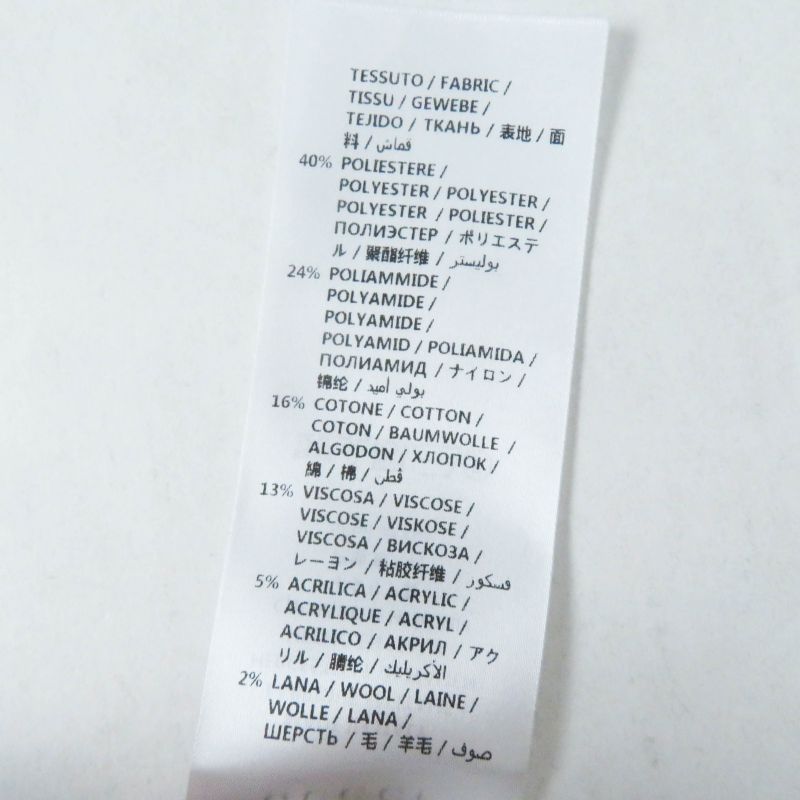 TESSUTO / FABRIC /
TISSU / GEWEBE /
TEJIDO / ТКАНЬ / 表地 / 面
料 / قماش
40% POLIESTERE /
POLYESTER / POLYESTER /
POLYESTER / POLIESTER /
ПОЛИЭСТЕР / ポリエステ
ル / 聚酯纤维 / بوليستر
24% POLIAMMIDE /
POLYAMIDE /
POLYAMIDE /
POLYAMID / POLIAMIDA /
ПОЛИАМИД / ナイロン /
锦纶 / بولي أميد
16% COTONE / COTTON /
COTON / BAUMWOLLE /
ALGODON / ХЛОПОК /
綿 / 棉 / قطن
13% VISCOSA / VISCOSE /
VISCOSE / VISKOSE /
VISCOSA / ВИСКОЗА /
レーヨン / 粘胶纤维 / فسكور
5% ACRILICA / ACRYLIC /
ACRYLIQUE / ACRYL /
ACRILICO / АКРИЛ / アク
リル / 腈纶 / الأكريليك
2% LANA / WOOL / LAINE /
WOLLE / LANA /
ШЕРСТЬ / 毛 / 羊毛 / صوف